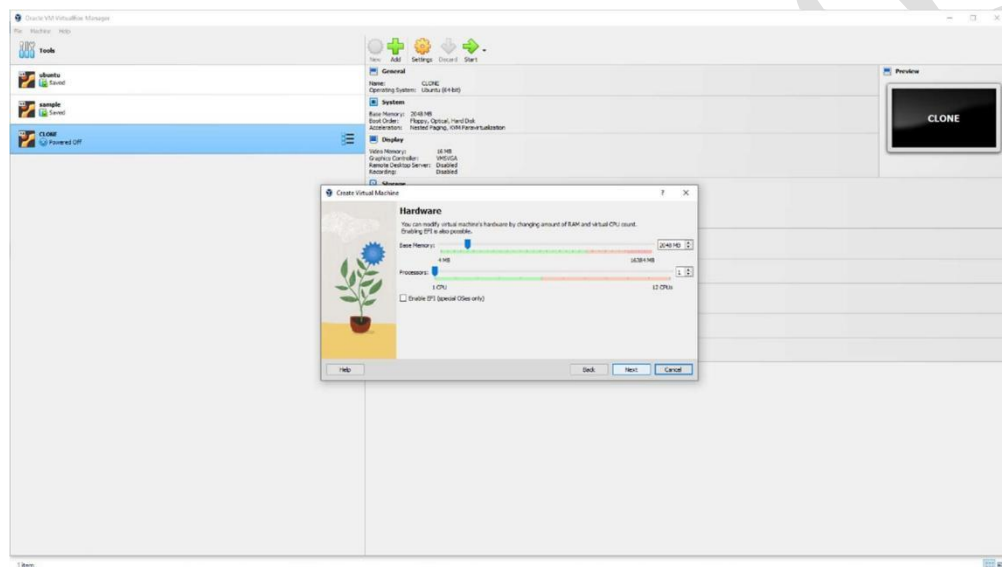 Oracle VM VirtualBox Manager
File Machine Help
Tools
New Add Settings Discard Start
ubuntu
Saved
sample
Saved
CLONE
Powered Off
General
Name: CLONE
Operating System: Ubuntu (64-bit)
System
Base Memory: 2048 MB
Boot Order: Floppy, Optical, Hard Disk
Acceleration: Nested Paging, KVM Paravirtualization
Display
Video Memory: 16 MB
Graphics Controller: VMSVGA
Remote Desktop Server: Disabled
Recording: Disabled
Storage
Preview
CLONE
Create Virtual Machine
? X
Hardware
You can modify virtual machine's hardware by changing amount of RAM and virtual CPU count.
Enabling EFI is also possible.
Base Memory: 2048 MB
4 MB 16384 MB
Processors: 1
1 CPU 12 CPUs
Enable EFI (special OSes only)
Help Back Next Cancel